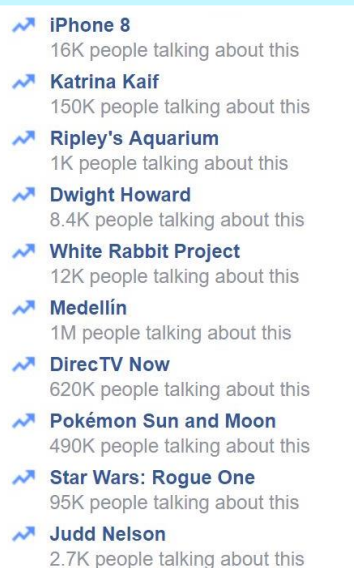 iPhone 8
16K people talking about this
Katrina Kaif
150K people talking about this
Ripley's Aquarium
1K people talking about this
Dwight Howard
8.4K people talking about this
White Rabbit Project
12K people talking about this
Medellín
1M people talking about this
DirecTV Now
620K people talking about this
Pokémon Sun and Moon
490K people talking about this
Star Wars: Rogue One
95K people talking about this
Judd Nelson
2.7K people talking about this